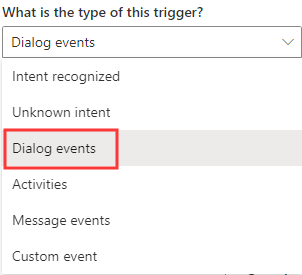 What is the type of this trigger?
Dialog events
Intent recognized
Unknown intent
Dialog events
Activities
Message events
Custom event